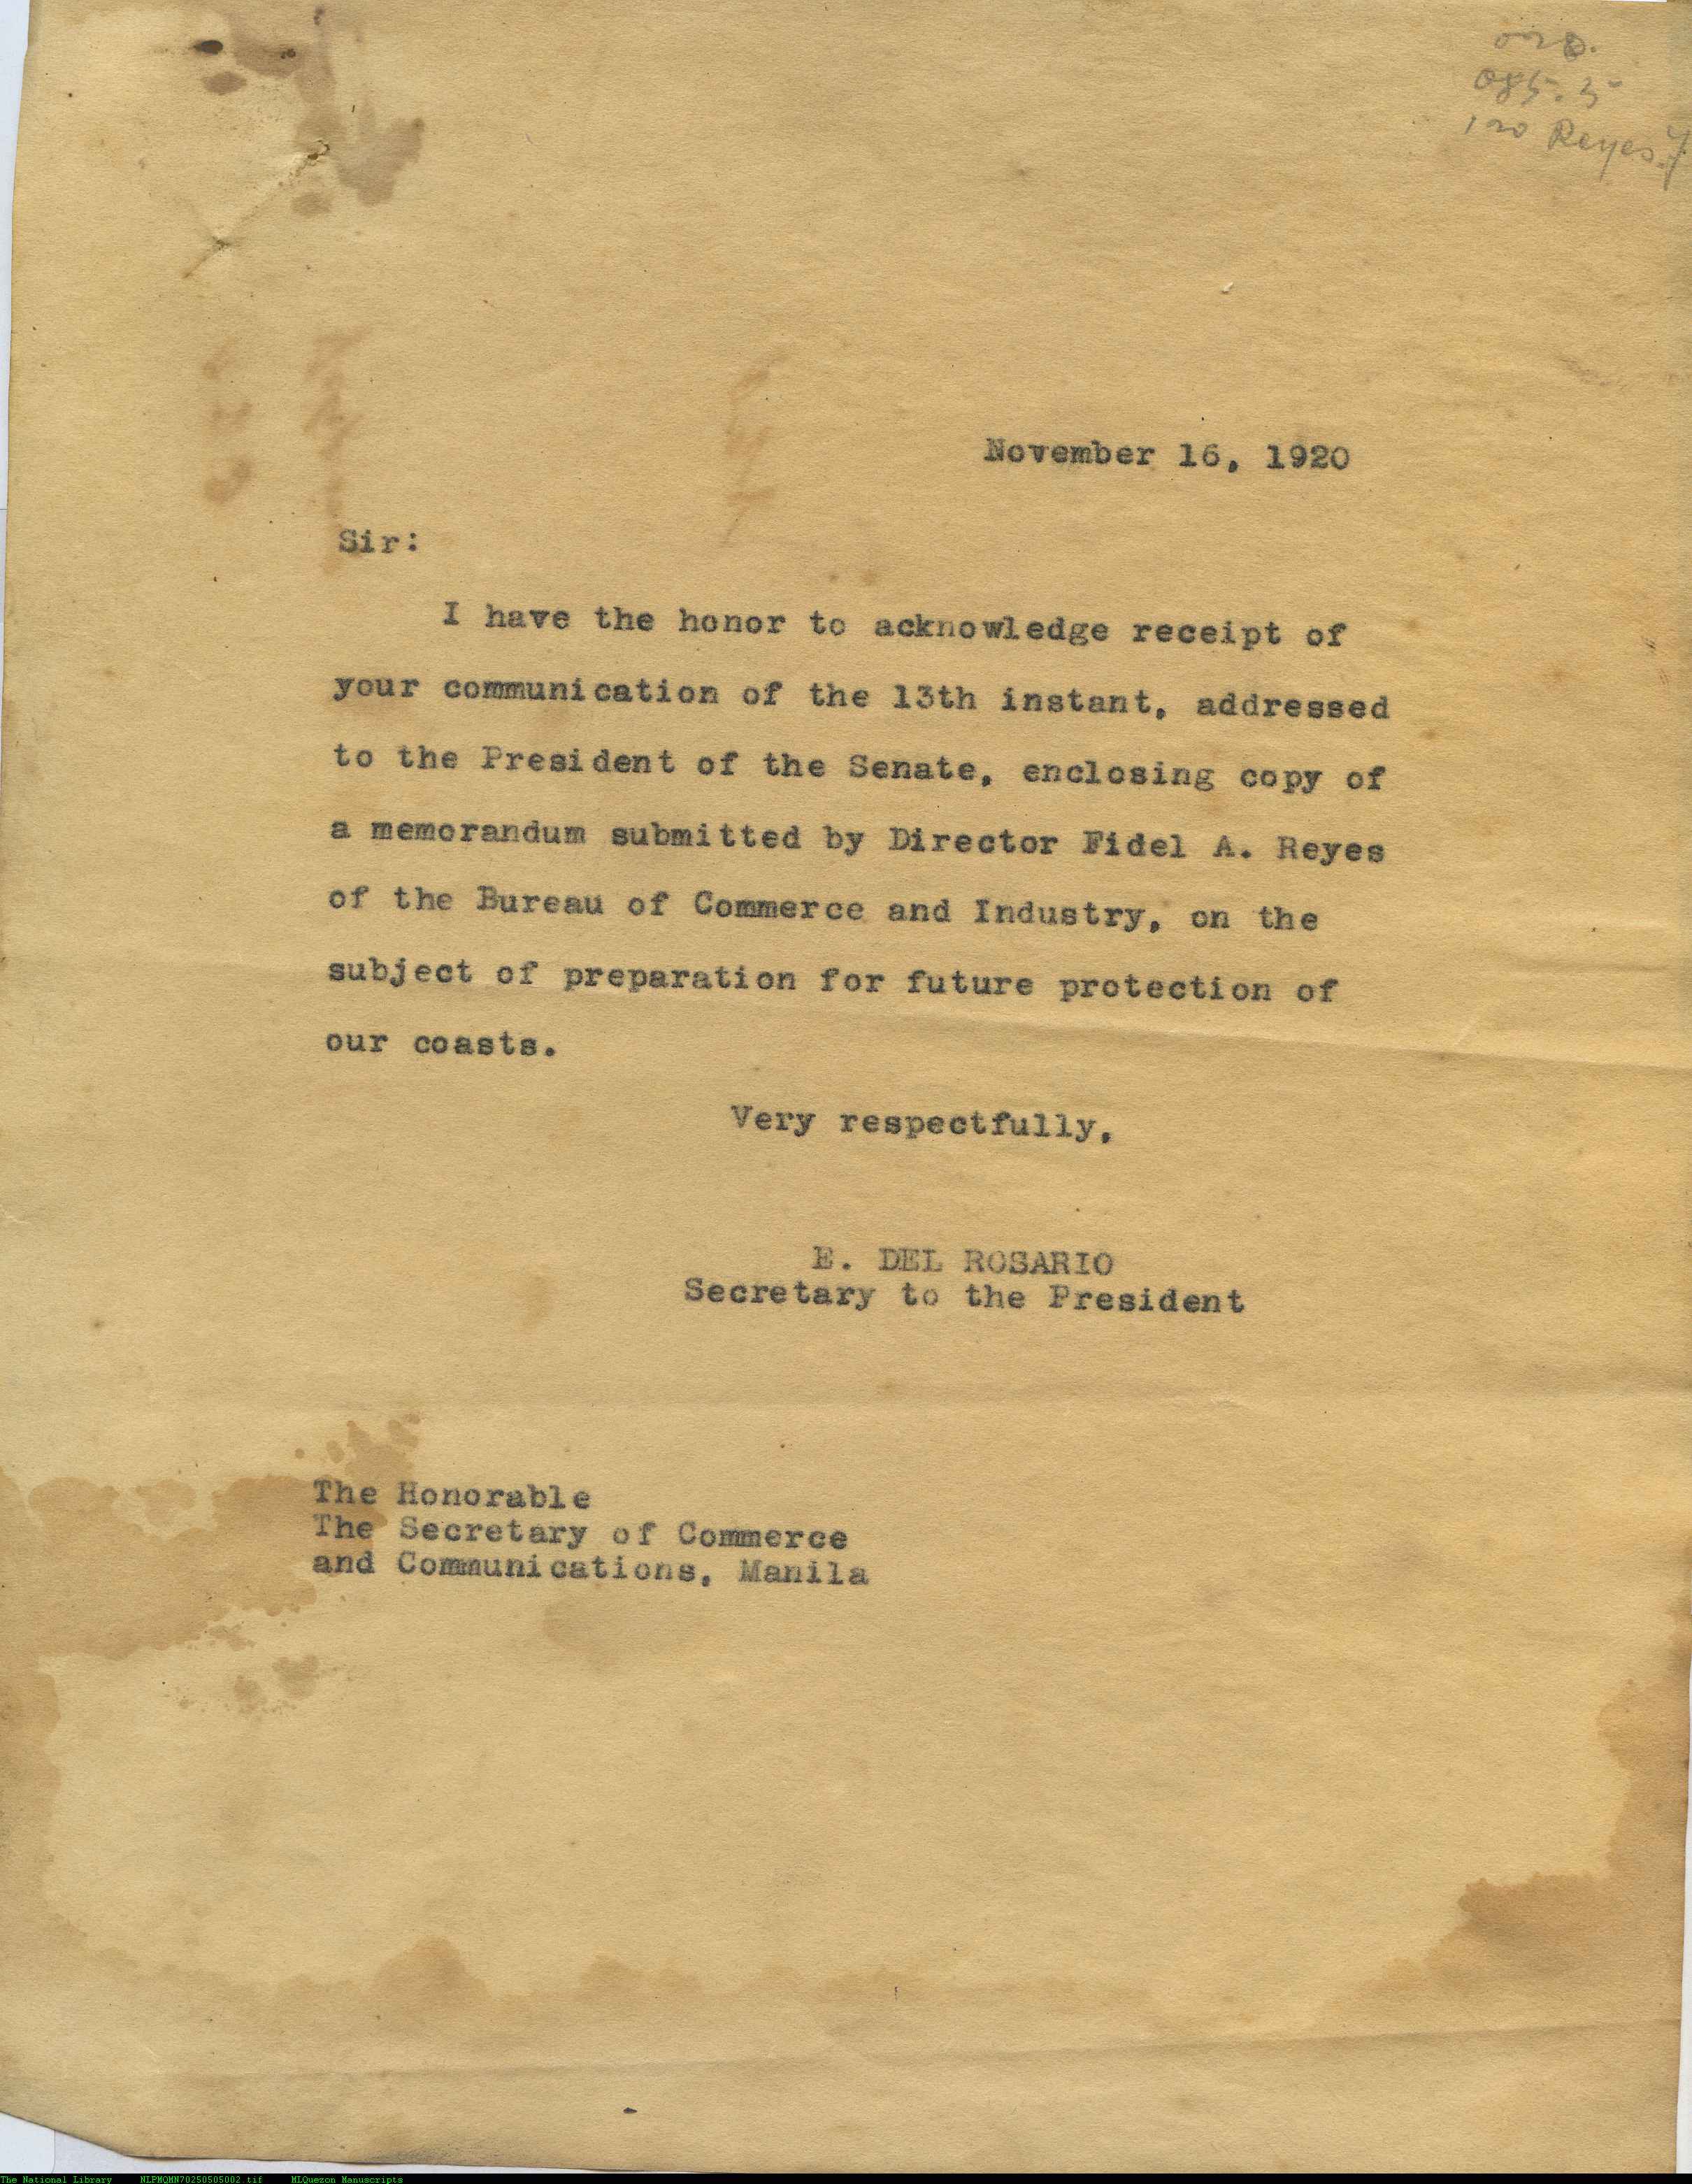 028.
085.5
120 Reyes, F
November 16, 1920
Sir:
I have the honor to acknowledge receipt of
your communication of the 13th instant, addressed
to the President of the Senate, enclosing copy of
a memorandum submitted by Director Fidel A. Reyes
of the Bureau of Commerce and Industry, on the
subject of preparation for future protection of
our coasts.
Very respectfully,
E. DEL ROSARIO
Secretary to the President
The Honorable
The Secretary of Commerce
and Communications, Manila
The National Library NLPMQMN70250505002.tif MLQuezon Manuscripts